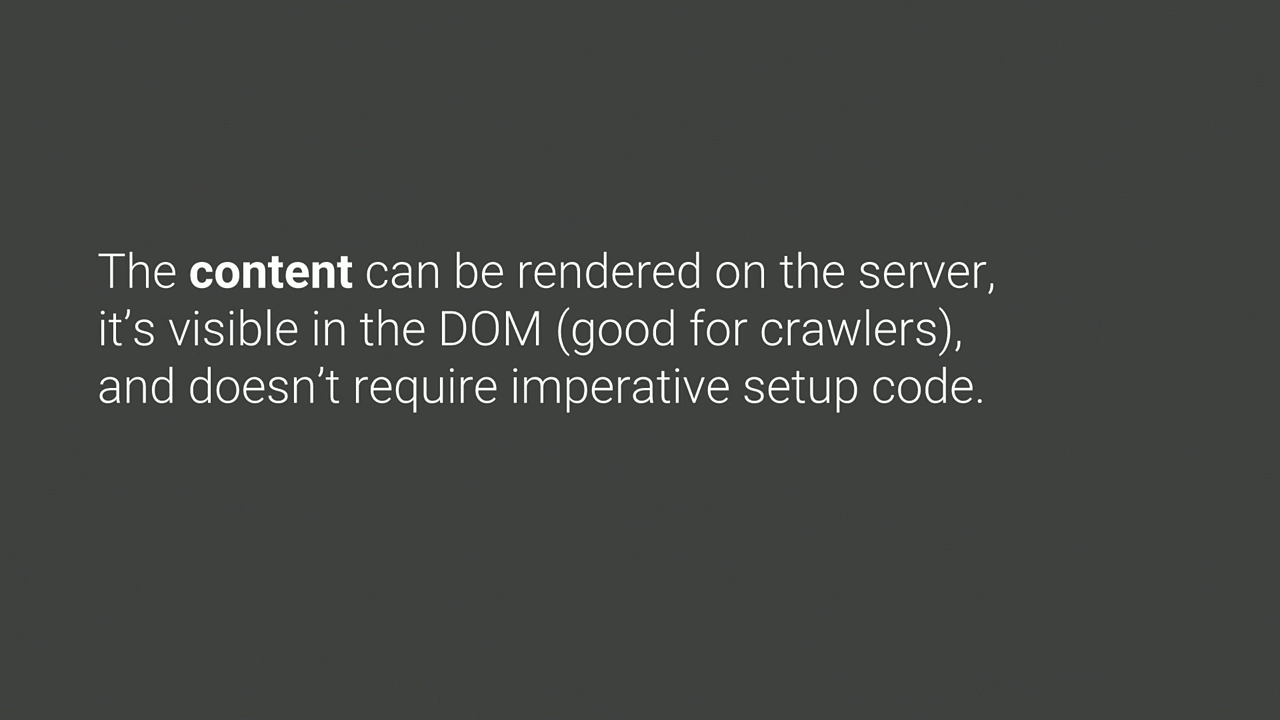 The content can be rendered on the server,
it’s visible in the DOM (good for crawlers),
and doesn’t require imperative setup code.